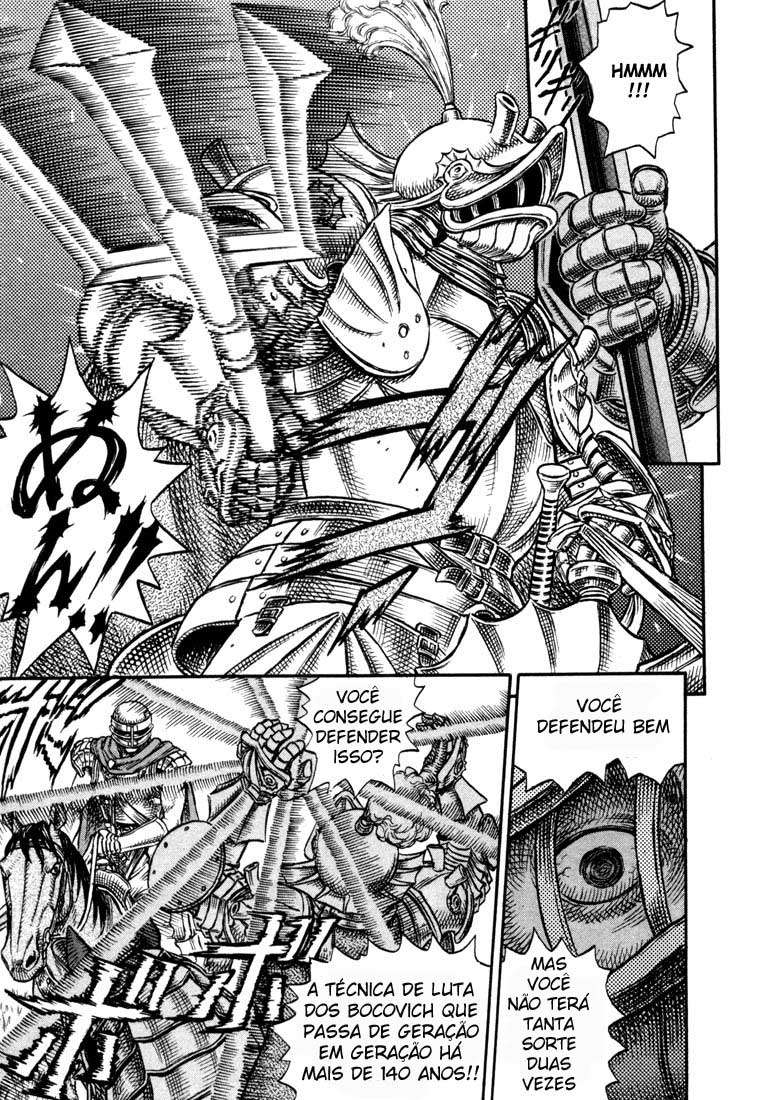 HMMM
!!!
ぬん!!
VOCÊ
DEFENDEU BEM
MAS
VOCÊ
NÃO TERÁ
TANTA
SORTE
DUAS
VEZES
VOCÊ
CONSEGUE
DEFENDER
ISSO?
A TÉCNICA DE LUTA
DOS BOCOVICH QUE
PASSA DE GERAÇÃO
EM GERAÇÃO HÁ
MAIS DE 140 ANOS!!